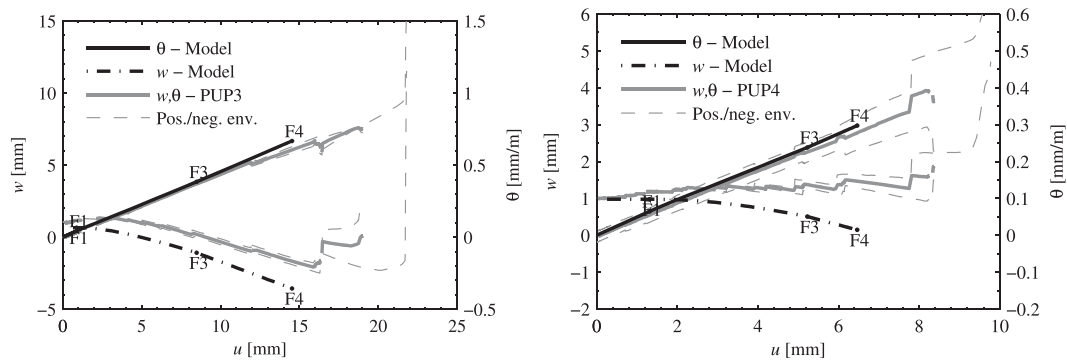 15
10
5
0
−5
w [mm]
θ − Model
w − Model
w,θ − PUP3
Pos./neg. env.
F4
F3
F1
F1
F3
F4
1.5
1
0.5
0
−0.5
θ [mm/m]
0
5
10
15
20
25
u [mm]
6
5
4
3
2
1
0
−1
−2
w [mm]
θ − Model
w − Model
w,θ − PUP4
Pos./neg. env.
F4
F3
F1
F1
F3
F4
0.6
0.5
0.4
0.3
0.2
0.1
0
−0.1
−0.2
θ [mm/m]
0
2
4
6
8
10
u [mm]